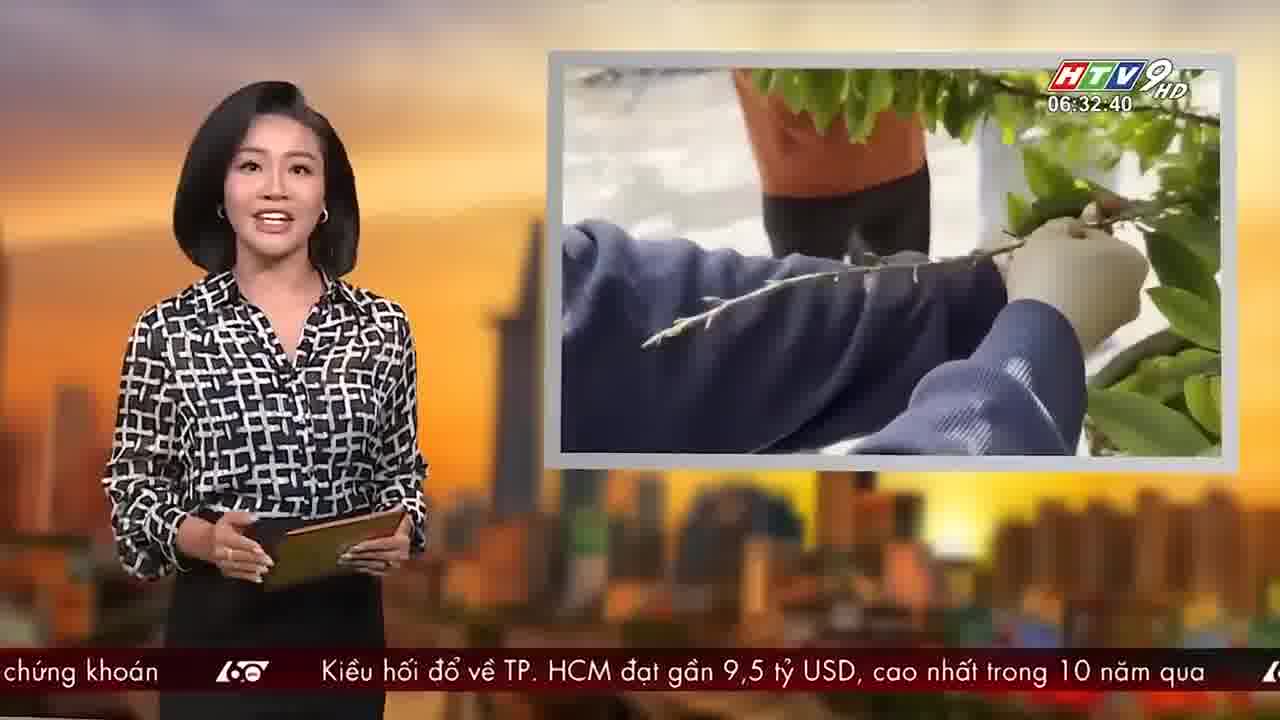 HTV9 HD
06:32:40
chứng khoán 60 Kiều hối đổ về TP. HCM đạt gần 9,5 tỷ USD, cao nhất trong 10 năm qua